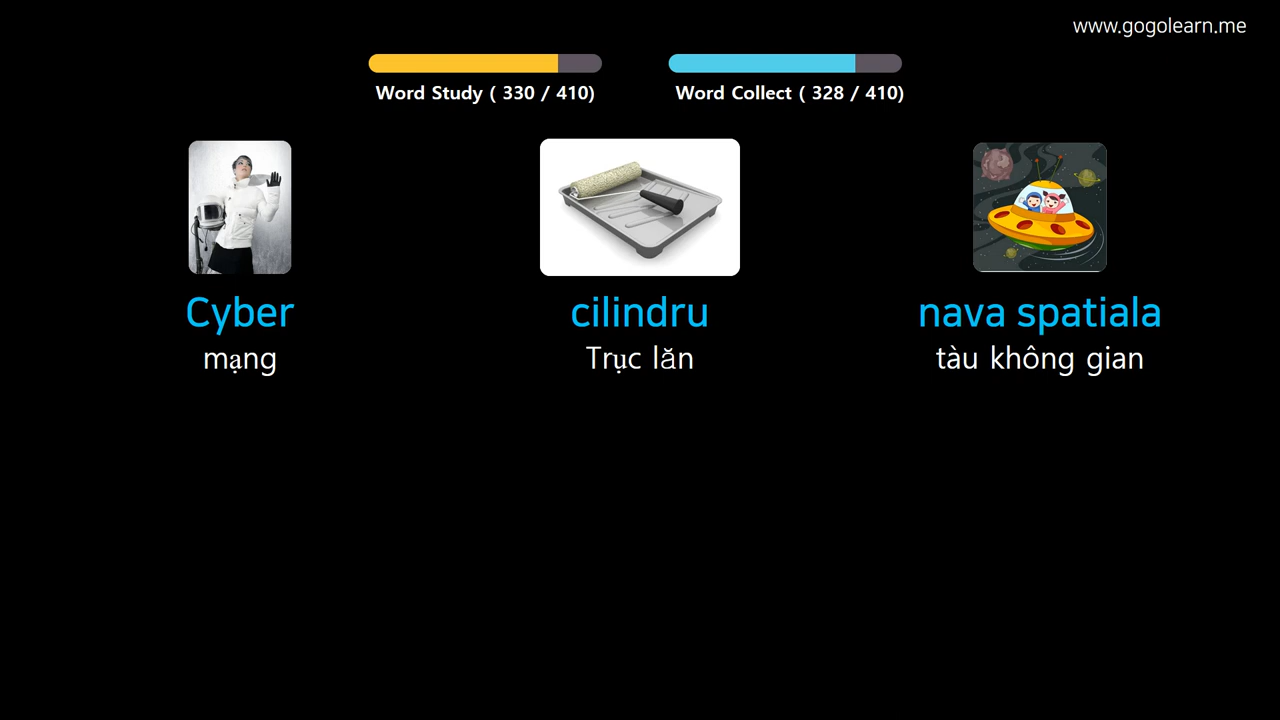 www.gogolearn.me
Word Study ( 330 / 410)
Word Collect ( 328 / 410)
Cyber
mạng
cilindru
Trục lăn
nava spatiala
tàu không gian